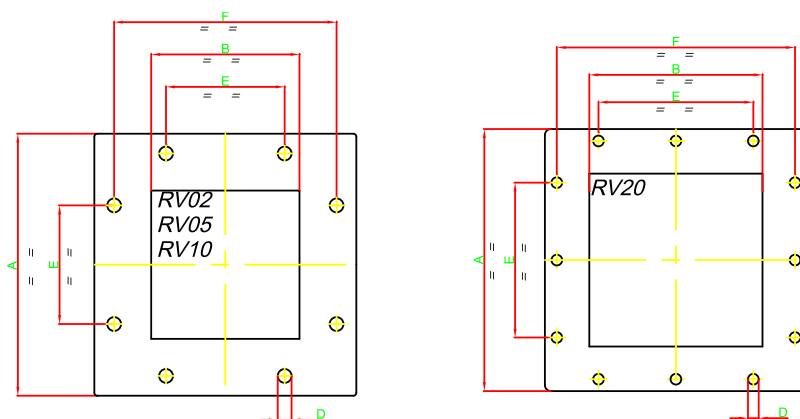 F
= =
B
= =
E
= =
RV02
RV05
RV10
A
= =
E
= =
D
F
= =
B
= =
E
= =
RV20
A
= =
E
= =
D